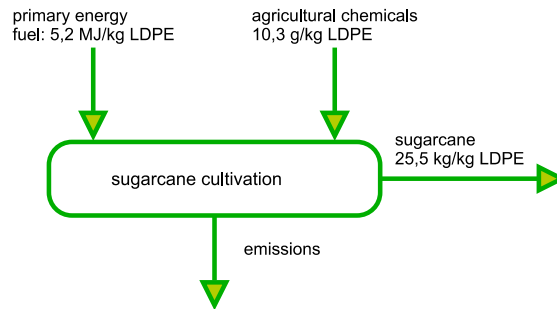 primary energy
fuel: 5,2 MJ/kg LDPE
agricultural chemicals
10,3 g/kg LDPE
sugarcane
25,5 kg/kg LDPE
sugarcane cultivation
emissions